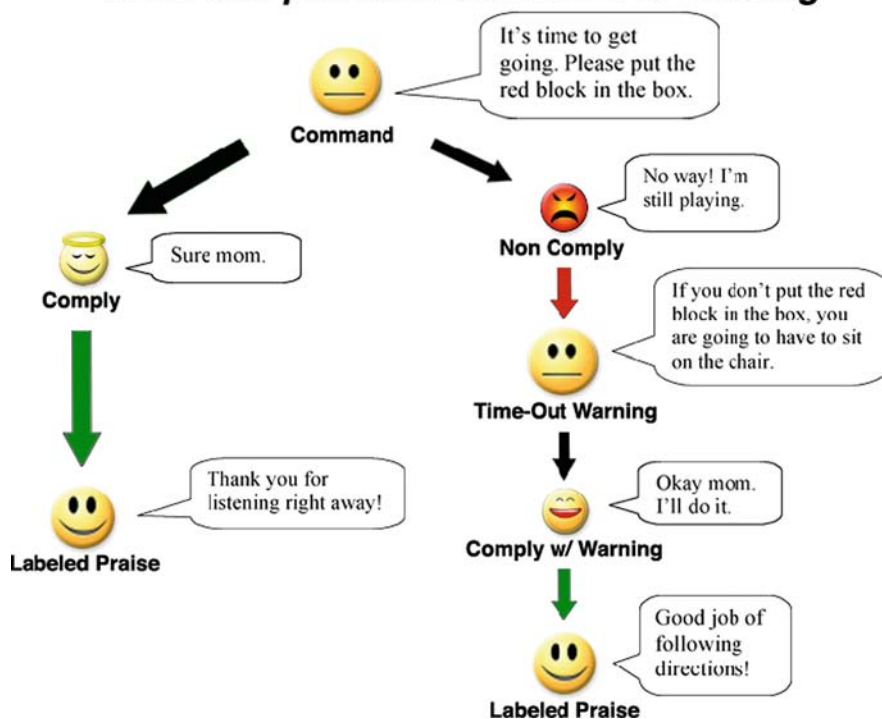 It's time to get
going. Please put the
red block in the box.
Command
No way! I'm
still playing.
Non Comply
Sure mom.
Comply
If you don't put the red
block in the box, you
are going to have to sit
on the chair.
Time-Out Warning
Thank you for
listening right away!
Labeled Praise
Okay mom.
I'll do it.
Comply w/ Warning
Good job of
following
directions!
Labeled Praise